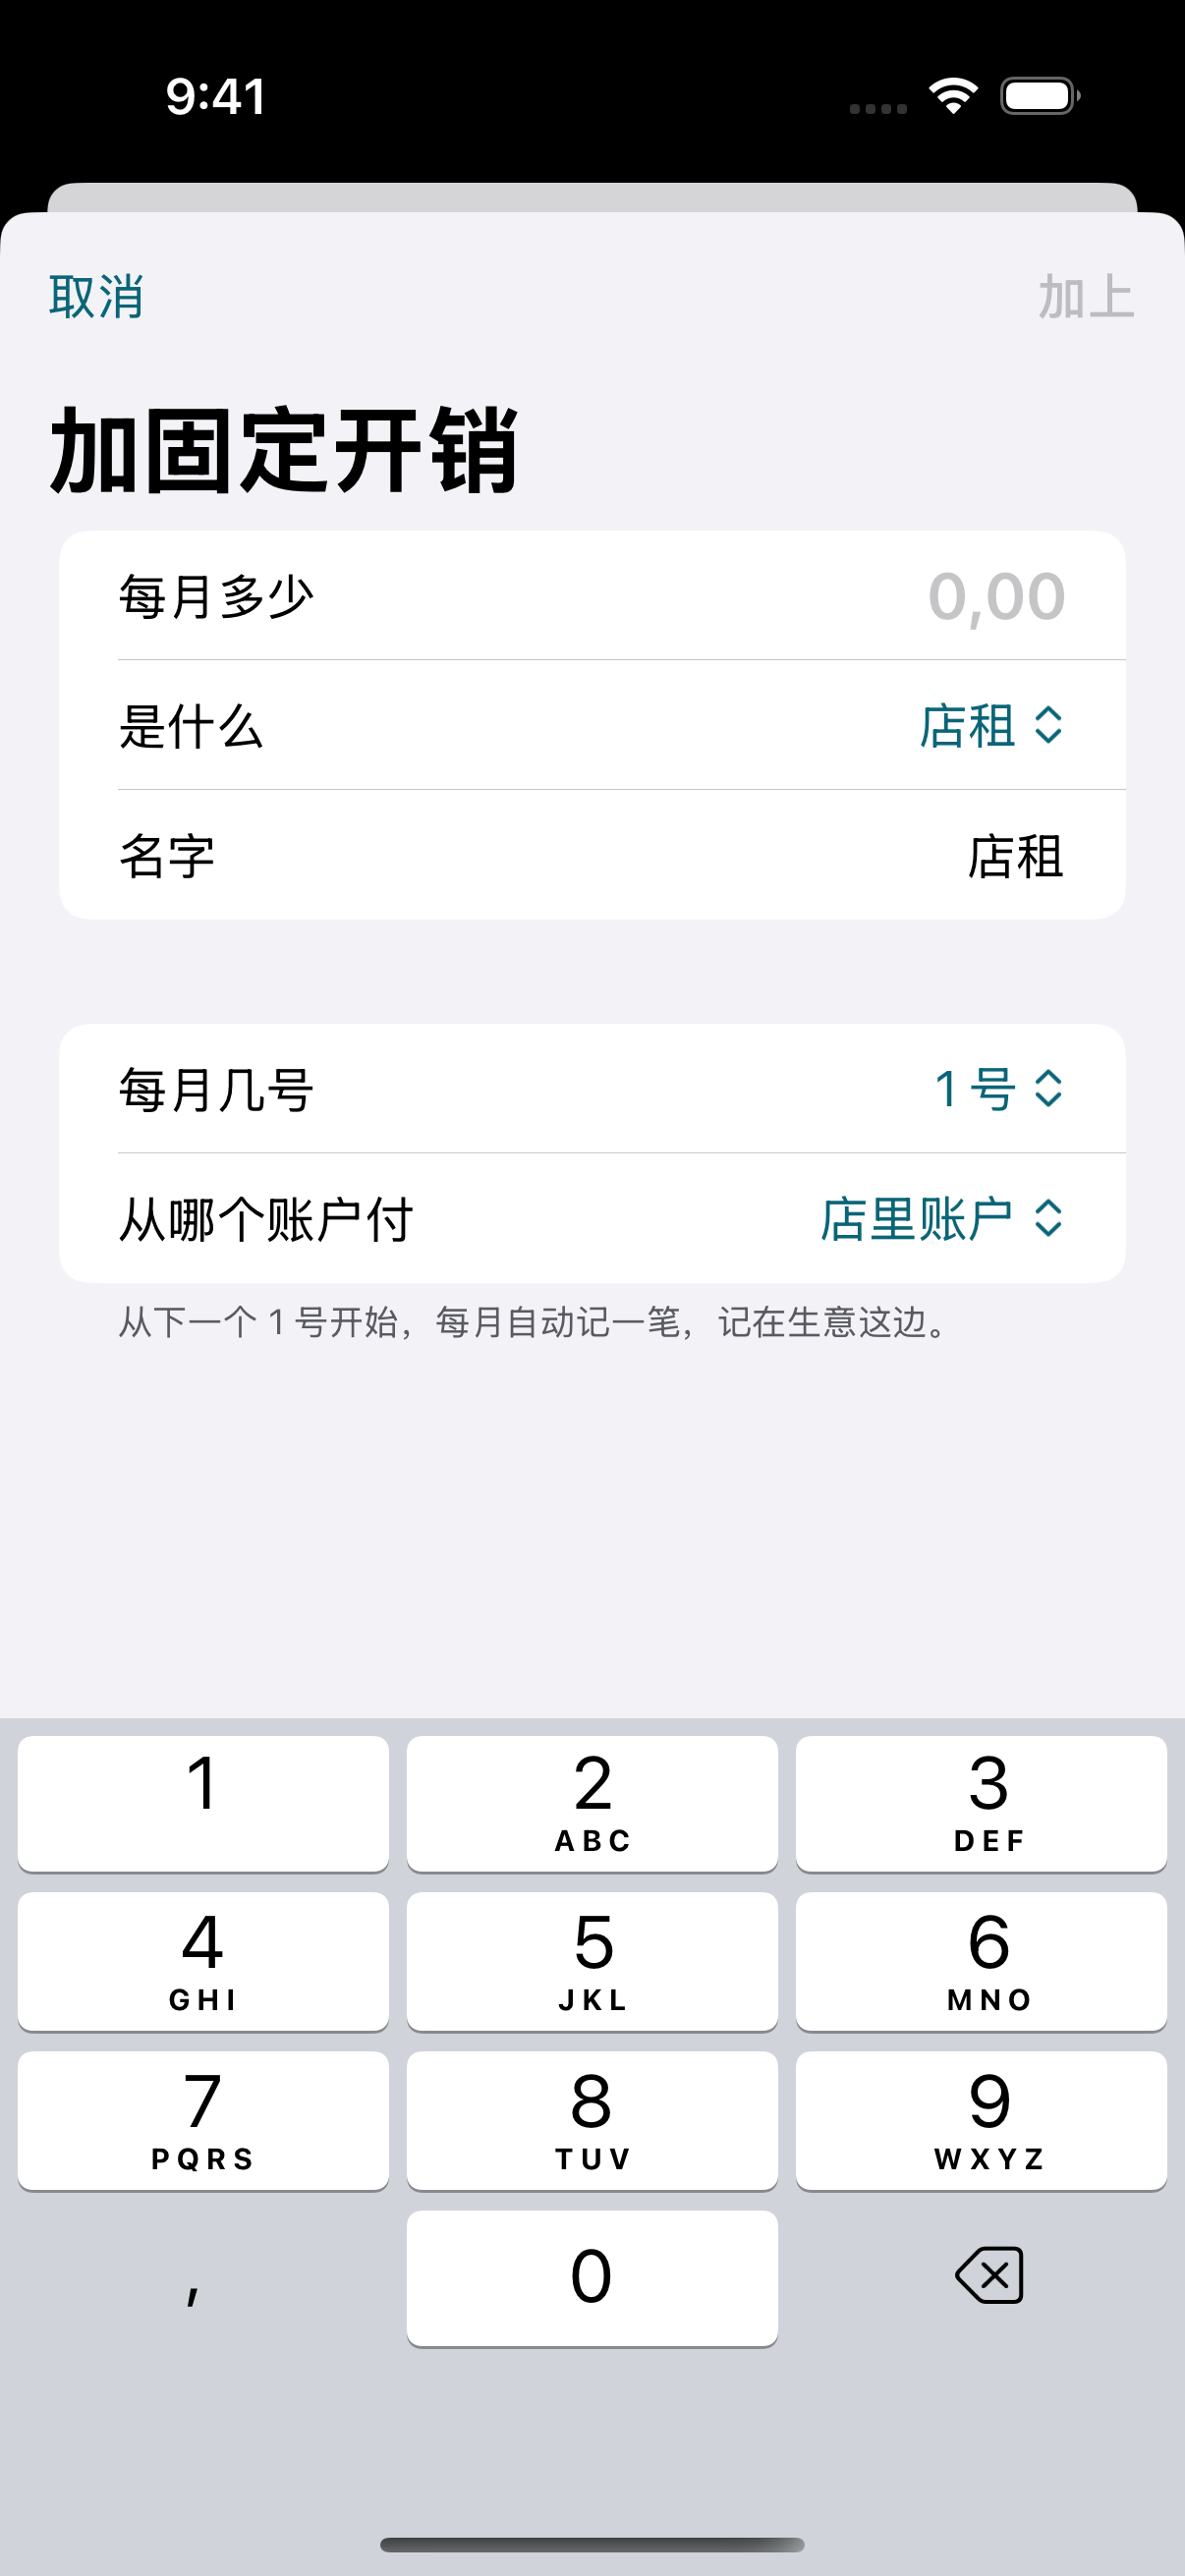 9:41
取消
加上
加固定开销
每月多少 0,00
是什么 店租
名字 店租
每月几号 1 号
从哪个账户付 店里账户
从下一个 1 号开始，每月自动记一笔，记在生意这边。
1 2 3
ABC DEF
4 5 6
GHI JKL MNO
7 8 9
PQRS TUV WXYZ
, 0